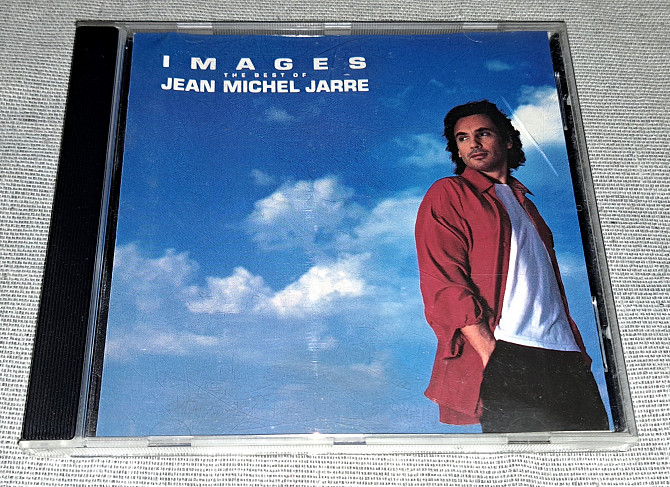 IMAGES
THE BEST OF
JEAN MICHEL JARRE